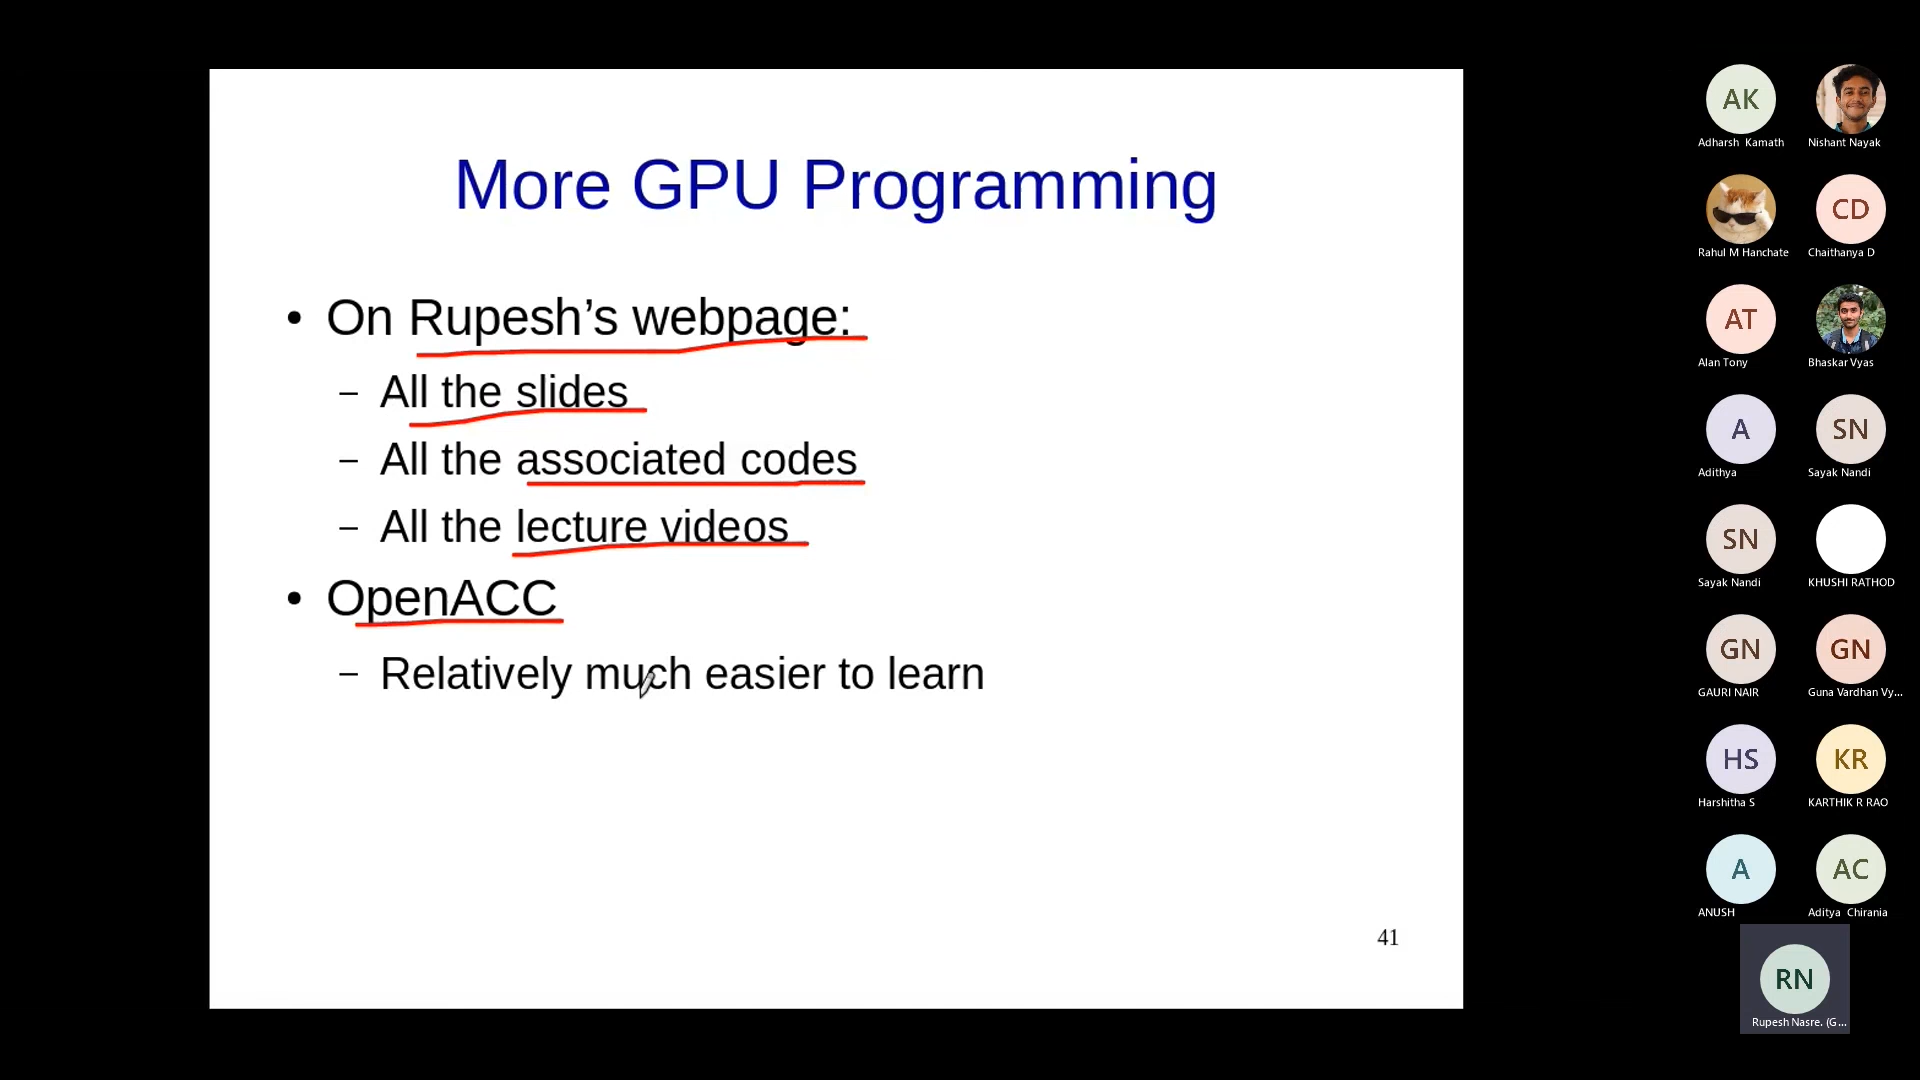 More GPU Programming
• On Rupesh’s webpage:
– All the slides
– All the associated codes
– All the lecture videos
• OpenACC
– Relatively much easier to learn
41
AK
Adharsh Kamath
Nishant Nayak
Rahul M Hanchate
CD
Chaithanya D
AT
Alan Tony
Bhaskar Vyas
A
Adithya
SN
Sayak Nandi
SN
Sayak Nandi
KHUSHI RATHOD
GN
GAURI NAIR
GN
Guna Vardhan Vy...
HS
Harshitha S
KR
KARTHIK R RAO
A
ANUSH
AC
Aditya Chirania
RN
Rupesh Nasre. (G...